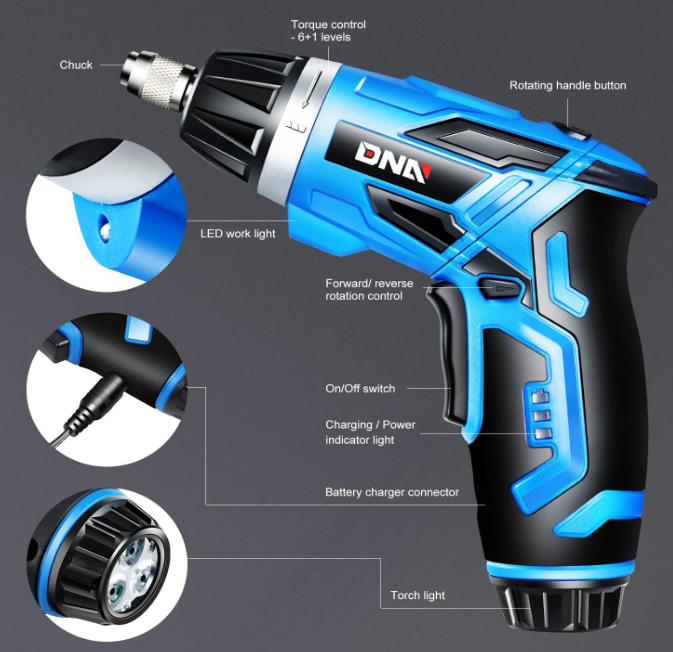 Torque control
- 6+1 levels
Chuck
Rotating handle button
DNA
LED work light
Forward/ reverse
rotation control
On/Off switch
Charging / Power
indicator light
Battery charger connector
Torch light